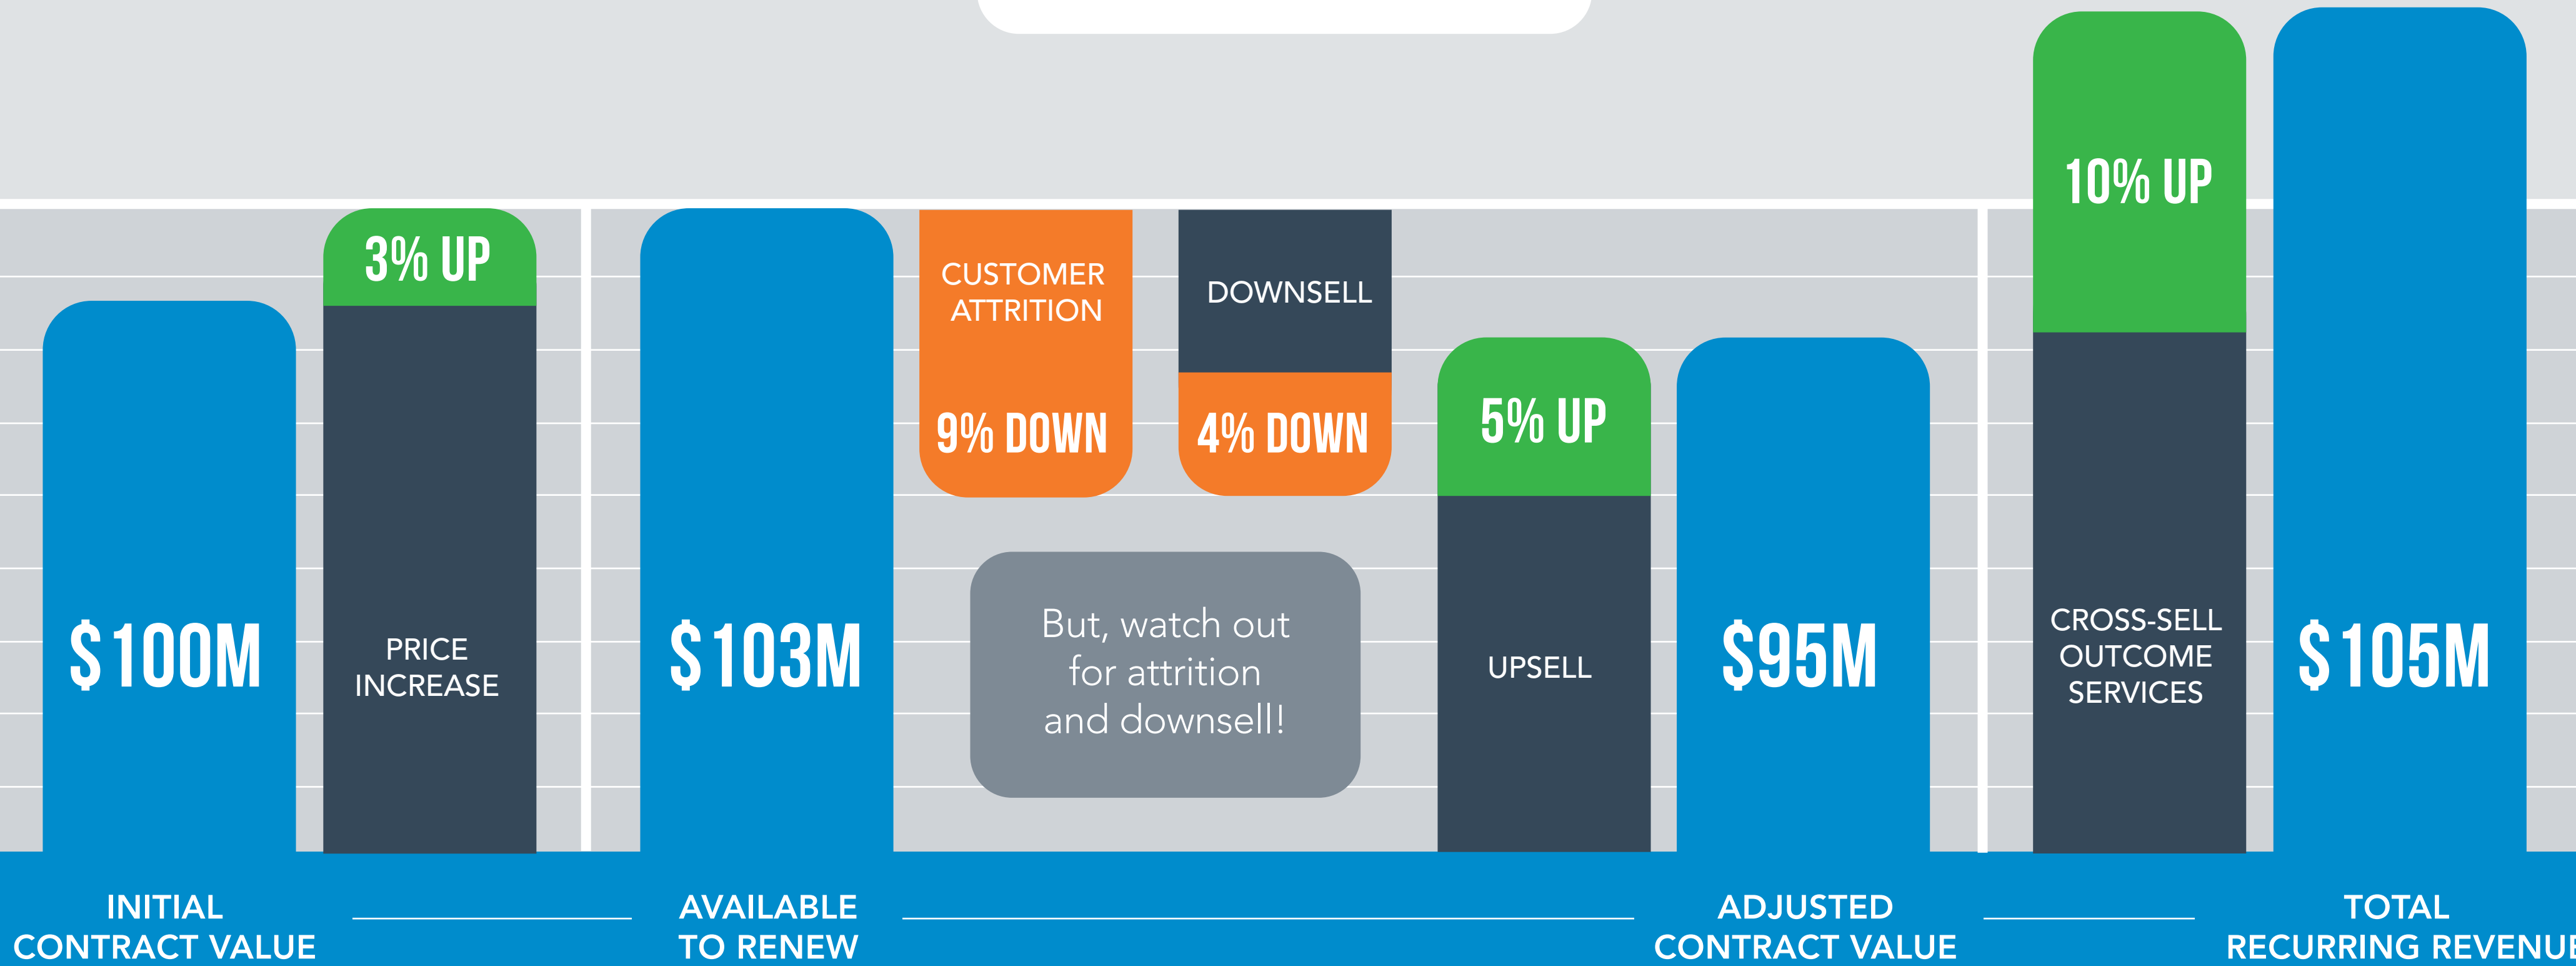 $100M
INITIAL
CONTRACT VALUE
3% UP
PRICE
INCREASE
$103M
AVAILABLE
TO RENEW
CUSTOMER
ATTRITION
9% DOWN
DOWNSELL
4% DOWN
But, watch out
for attrition
and downsell!
5% UP
UPSELL
$95M
ADJUSTED
CONTRACT VALUE
10% UP
CROSS-SELL
OUTCOME
SERVICES
$105M
TOTAL
RECURRING REVENUE